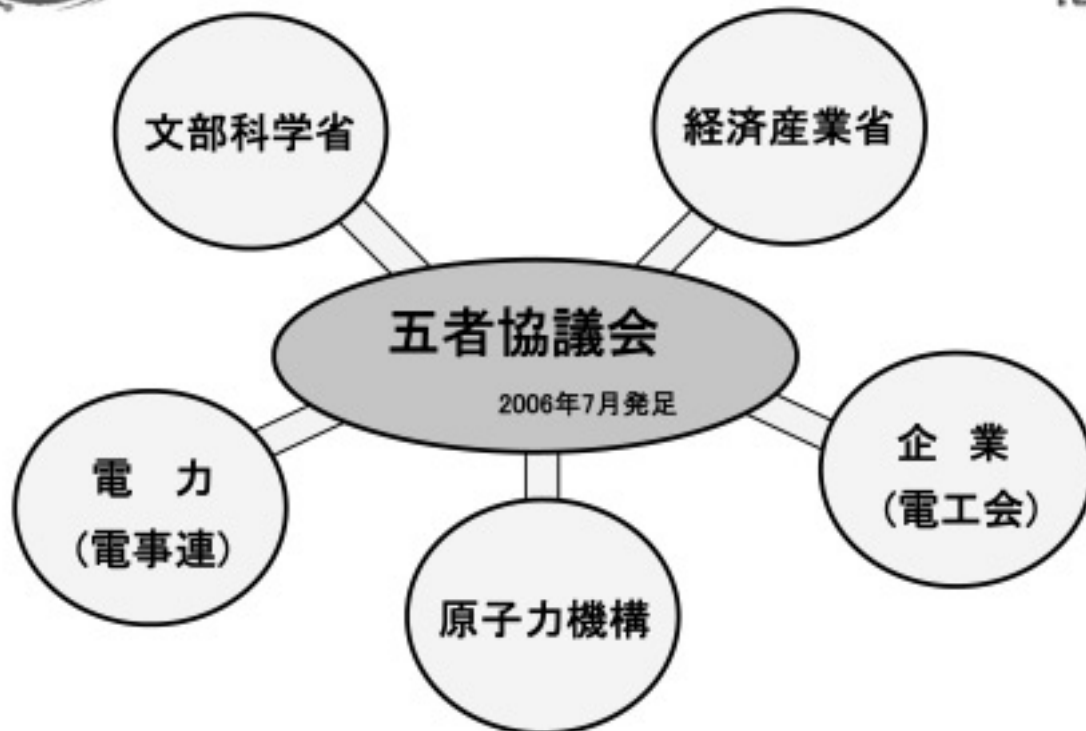 文部科学省
経済産業省
五者協議会
2006年7月発足
電 力
(電事連)
企 業
(電工会)
原子力機構